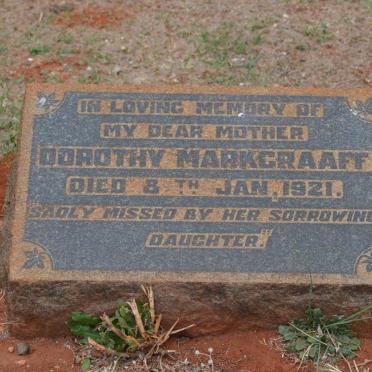 IN LOVING MEMORY OF
MY DEAR MOTHER
DOROTHY MARKGRAAFF
DIED 8TH JAN, 1921.
"SADLY MISSED BY HER SORROWING
DAUGHTER."